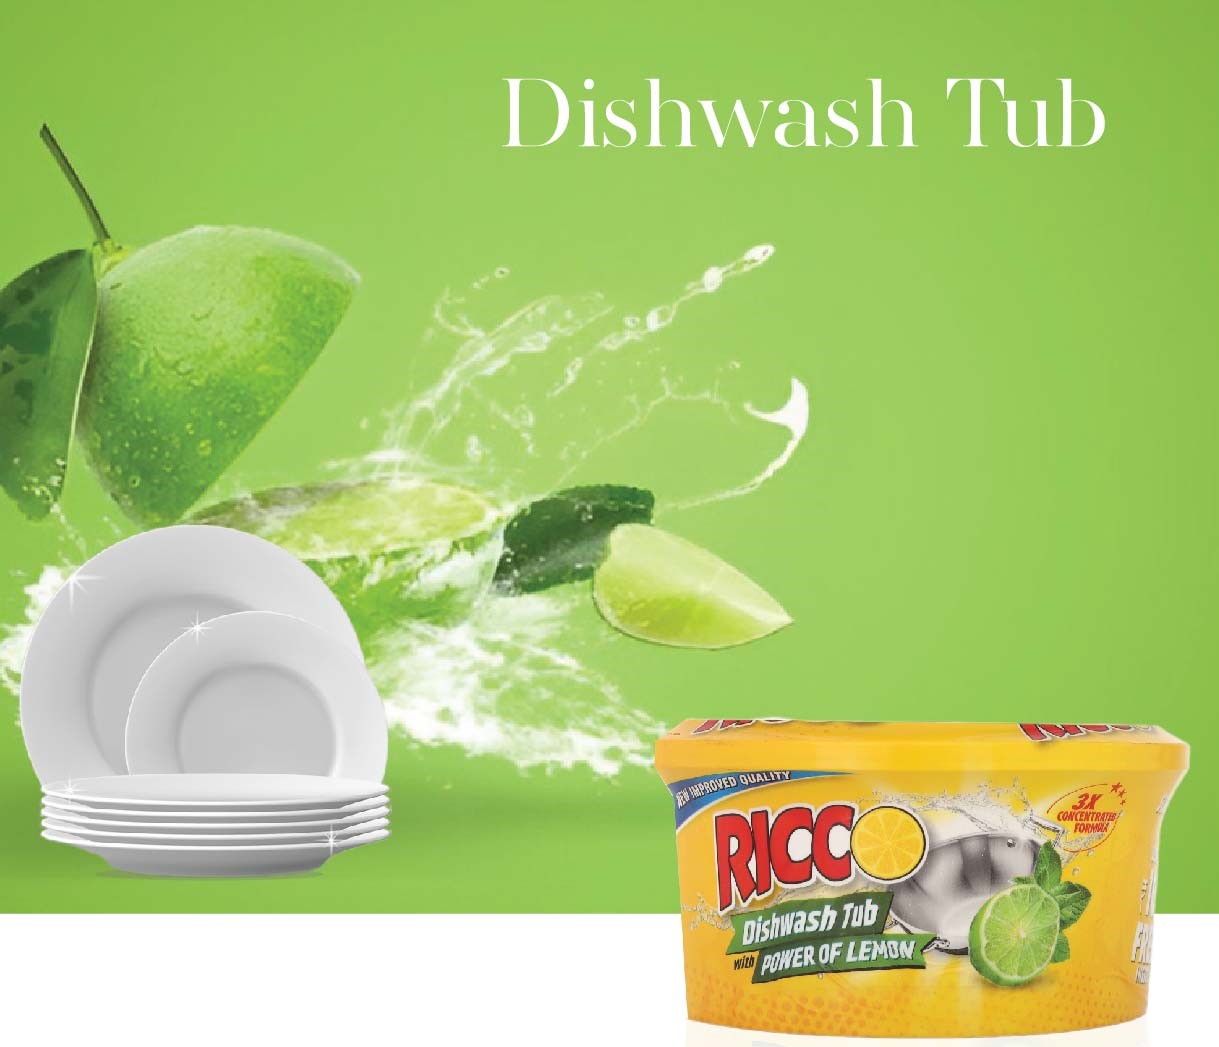 Dishwash Tub
NEW IMPROVED QUALITY
RICCO
3X
CONCENTRATED
FORMULA
Dishwash Tub
with POWER OF LEMON